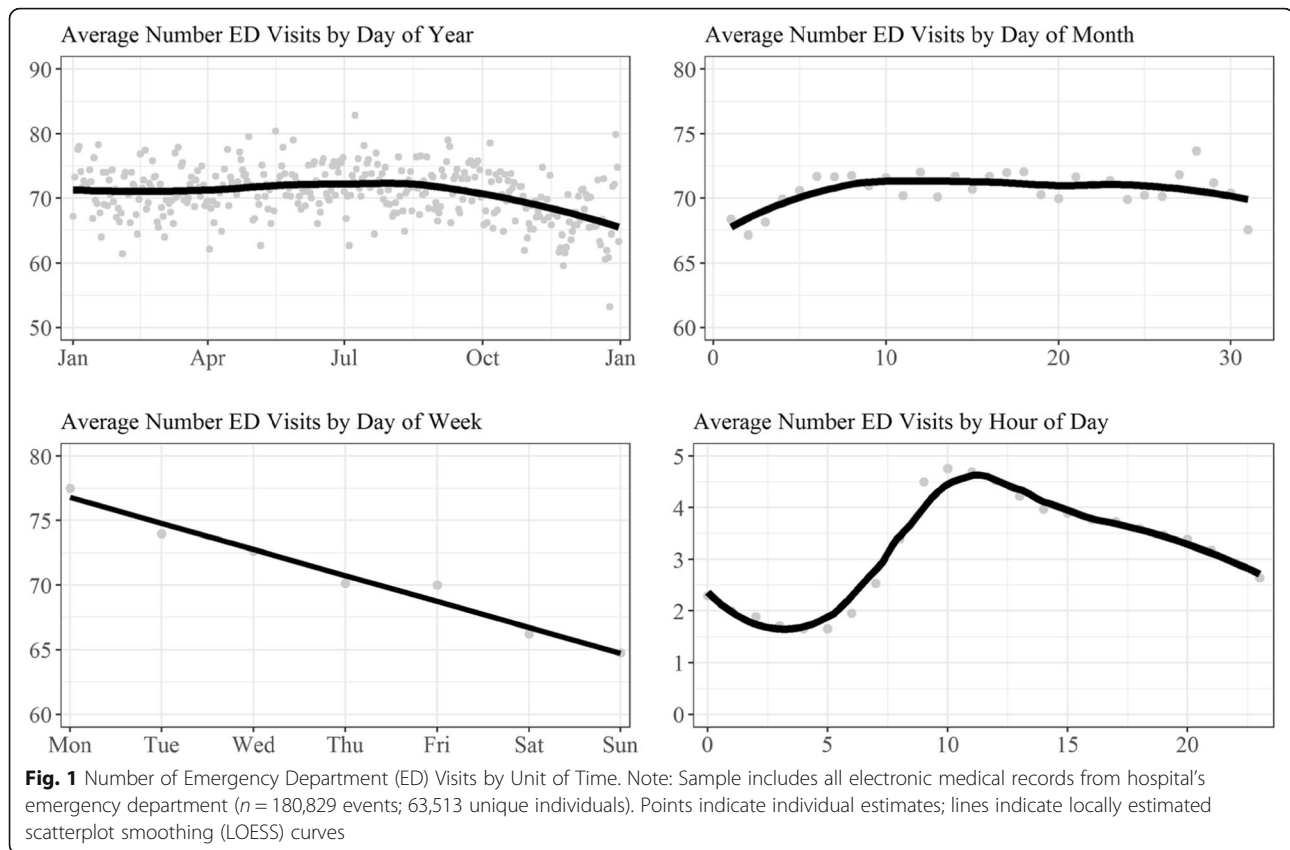 Average Number ED Visits by Day of Year
90
80
70
60
50
Jan Apr Jul Oct Jan
Average Number ED Visits by Day of Month
80
75
70
65
60
0 10 20 30
Average Number ED Visits by Day of Week
80
75
70
65
60
Mon Tue Wed Thu Fri Sat Sun
Average Number ED Visits by Hour of Day
5
4
3
2
1
0
0 5 10 15 20
Fig. 1 Number of Emergency Department (ED) Visits by Unit of Time. Note: Sample includes all electronic medical records from hospital's
emergency department (n = 180,829 events; 63,513 unique individuals). Points indicate individual estimates; lines indicate locally estimated
scatterplot smoothing (LOESS) curves